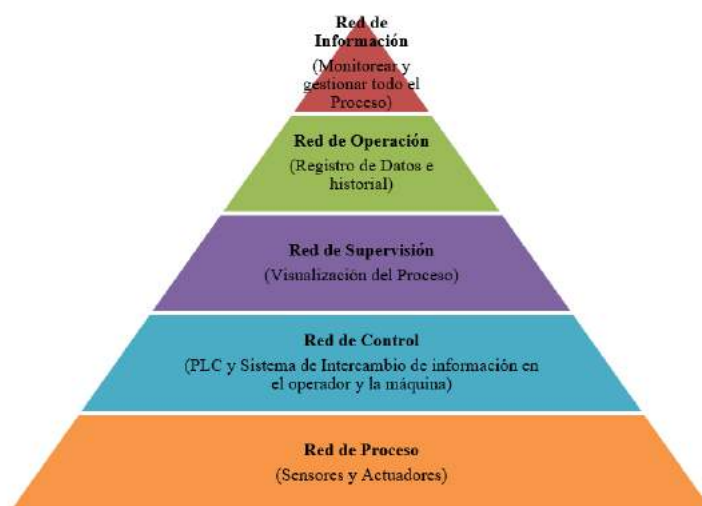 Red de
Información
(Monitorear y
gestionar todo el
Proceso)
Red de Operación
(Registro de Datos e
historial)
Red de Supervisión
(Visualización del Proceso)
Red de Control
(PLC y Sistema de Intercambio de información en
el operador y la máquina)
Red de Proceso
(Sensores y Actuadores)